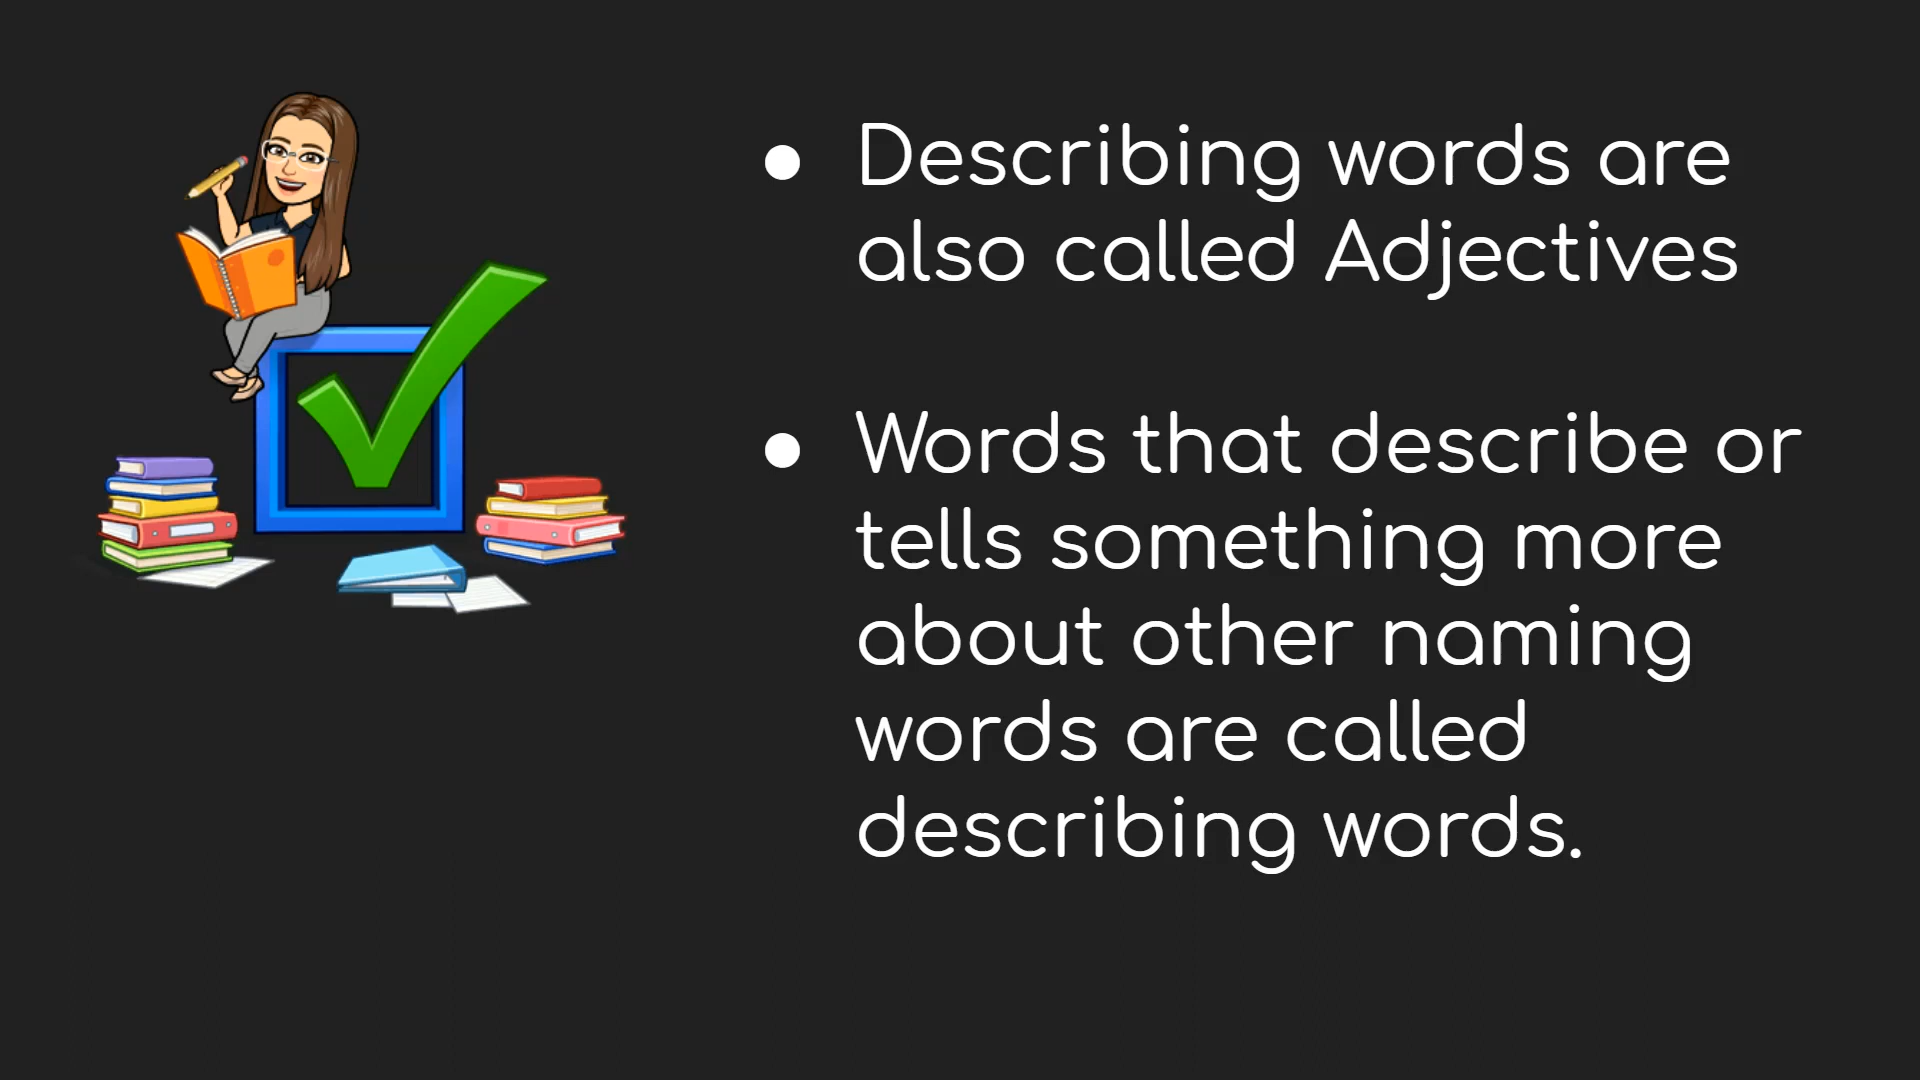 ● Describing words are
also called Adjectives
● Words that describe or
tells something more
about other naming
words are called
describing words.